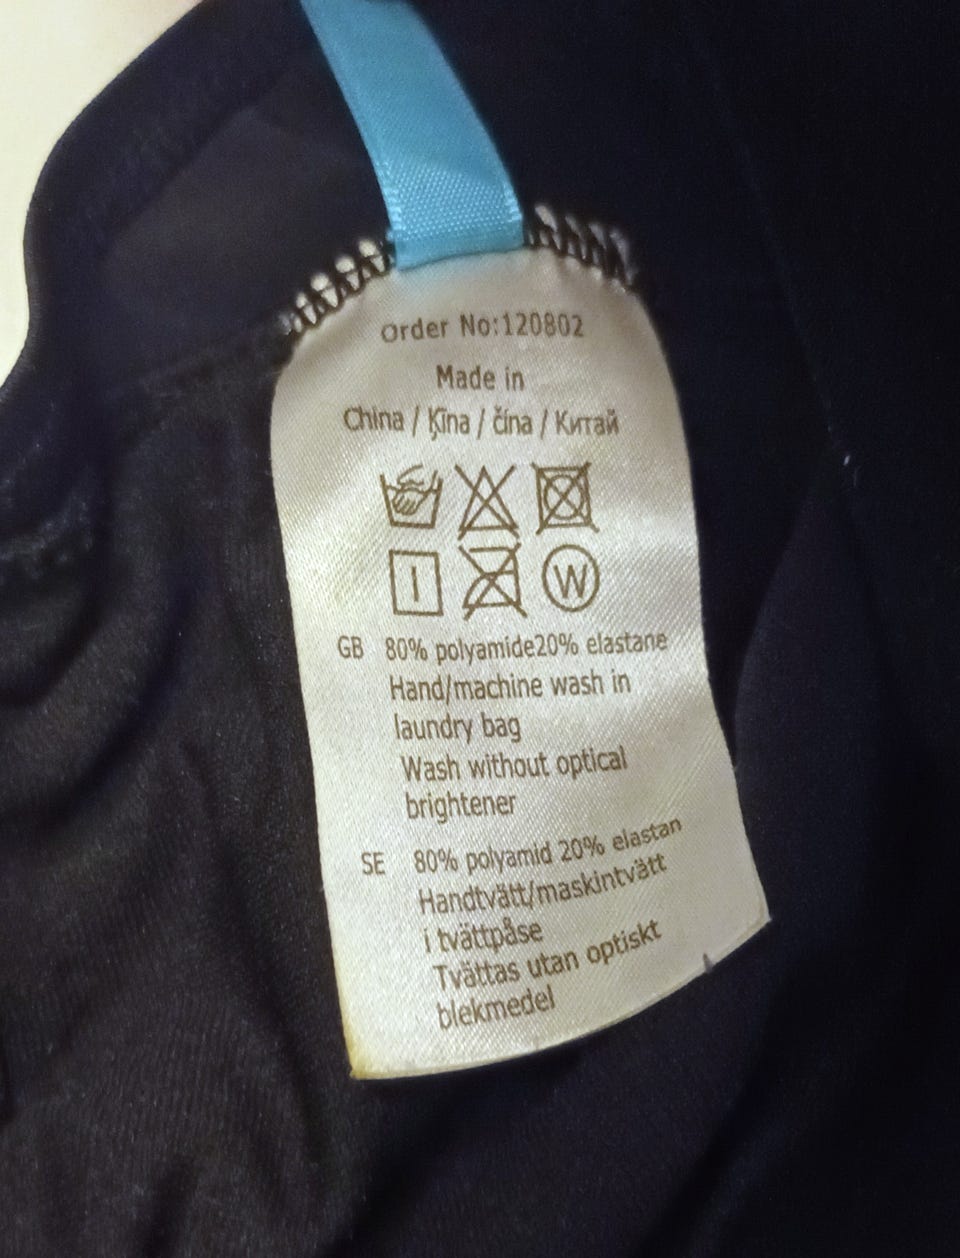 Order No:120802
Made in
China / Ķīna / čína / Китай
W
GB 80% polyamide20% elastane
Hand/machine wash in
laundry bag
Wash without optical
brightener
SE 80% polyamid 20% elastan
Handtvätt/maskintvätt
i tvättpåse
Tvättas utan optiskt
blekmedel